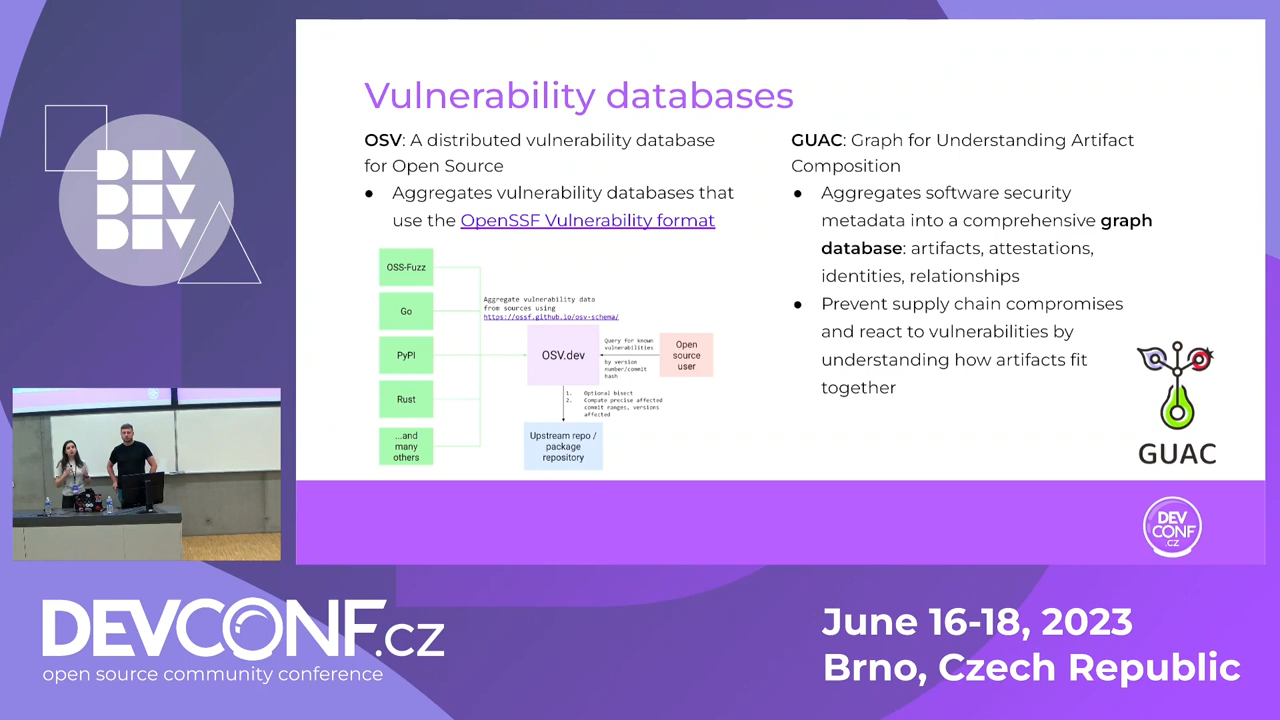 DEV
DEV
DEV
Vulnerability databases
OSV: A distributed vulnerability database
for Open Source
● Aggregates vulnerability databases that
use the OpenSSF Vulnerability format
OSS-Fuzz
Go
PyPI
Rust
...and
many
others
Aggregate vulnerability data
from sources using
https://ossf.github.io/osv-schema/
OSV.dev
Query for known
vulnerabilities
by version
number/commit
hash
Open
source
user
1. Optional bisect
2. Compute precise affected
commit ranges, versions
affected
Upstream repo /
package
repository
GUAC: Graph for Understanding Artifact
Composition
● Aggregates software security
metadata into a comprehensive graph
database: artifacts, attestations,
identities, relationships
● Prevent supply chain compromises
and react to vulnerabilities by
understanding how artifacts fit
together
GUAC
DEV
CONF
.CZ
DEVCONF.cz
open source community conference
June 16-18, 2023
Brno, Czech Republic